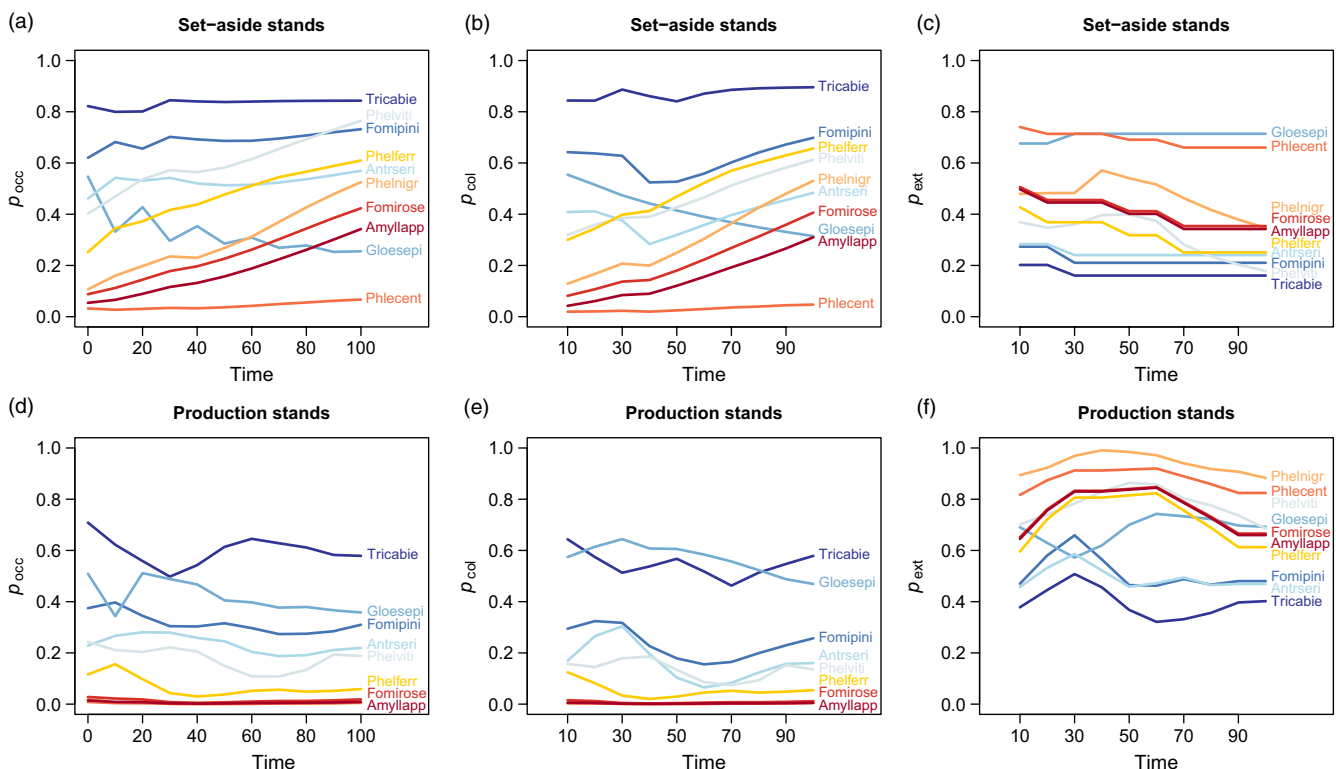 (a)
Set-aside stands
p occ
1.0
0.8
0.6
0.4
0.2
0.0
Tricabie
Phelviti
Fomipini
Phelferr
Antrseri
Phelnigr
Fomirose
Amyllapp
Gloesepi
Phlecent
0 20 40 60 80 100
Time
(b)
Set-aside stands
p col
1.0
0.8
0.6
0.4
0.2
0.0
Tricabie
Fomipini
Phelferr
Phelviti
Phelnigr
Antrseri
Fomirose
Gloesepi
Amyllapp
Phlecent
10 30 50 70 90
Time
(c)
Set-aside stands
p ext
1.0
0.8
0.6
0.4
0.2
0.0
Gloesepi
Phlecent
Phelnigr
Fomirose
Amyllapp
Phelferr
Antrseri
Fomipini
Phelviti
Tricabie
10 30 50 70 90
Time
(d)
Production stands
p occ
1.0
0.8
0.6
0.4
0.2
0.0
Tricabie
Gloesepi
Fomipini
Antrseri
Phelviti
Phelferr
Fomirose
Amyllapp
0 20 40 60 80 100
Time
(e)
Production stands
p col
1.0
0.8
0.6
0.4
0.2
0.0
Tricabie
Gloesepi
Fomipini
Antrseri
Phelviti
Phelferr
Fomirose
Amyllapp
10 30 50 70 90
Time
(f)
Production stands
p ext
1.0
0.8
0.6
0.4
0.2
0.0
Phelnigr
Phlecent
Phelviti
Gloesepi
Fomirose
Amyllapp
Phelferr
Fomipini
Antrseri
Tricabie
10 30 50 70 90
Time